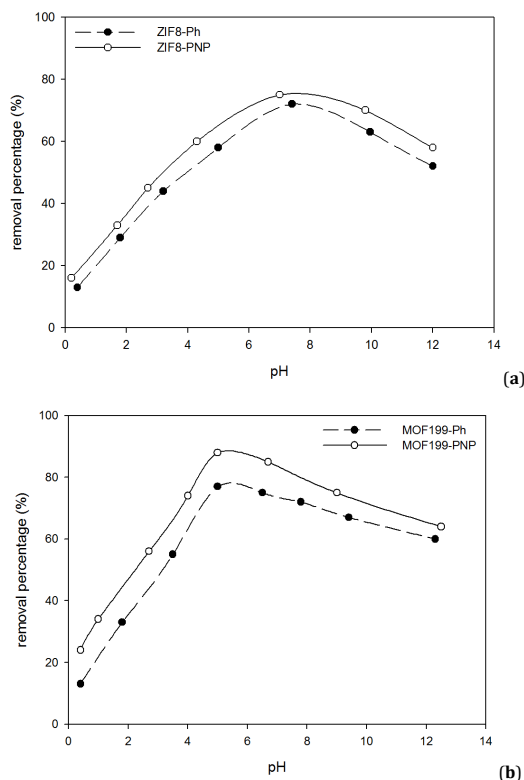 100
80
60
40
20
0
removal percentage (%)
ZIF8-Ph
ZIF8-PNP
0 2 4 6 8 10 12 14
pH
(a)
100
80
60
40
20
0
removal percentage (%)
MOF199-Ph
MOF199-PNP
0 2 4 6 8 10 12 14
pH
(b)